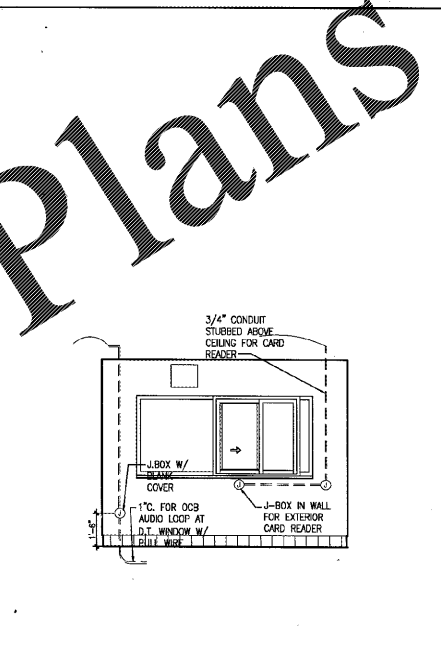 Plans
3/4" CONDUIT
STUBBED ABOVE
CEILING FOR CARD
READER
J.BOX W/
BLANK
COVER
1"C. FOR OCB
AUDIO LOOP AT
D.T. WINDOW W/
PULL WIRE
J-BOX IN WALL
FOR EXTERIOR
CARD READER
1'-6"
J
J
J